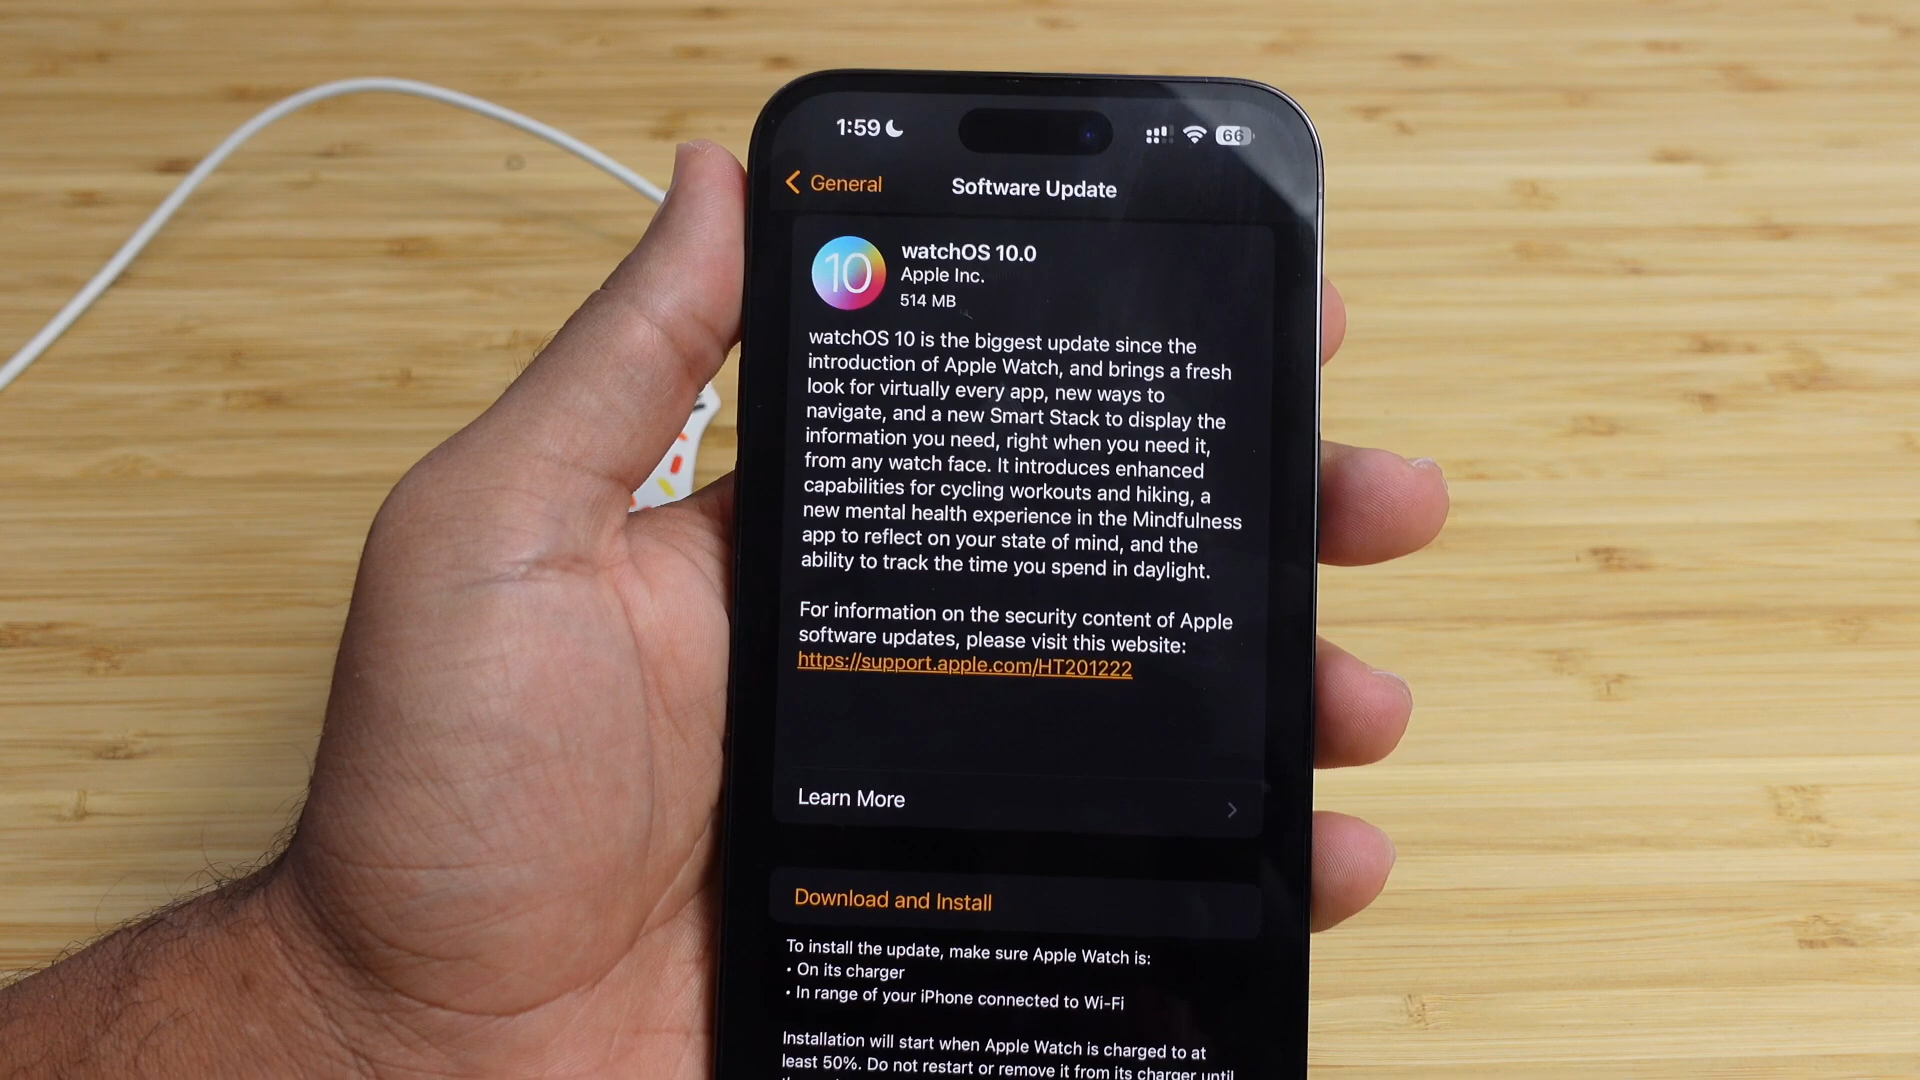 1:59
66
General
Software Update
10
watchOS 10.0
Apple Inc.
514 MB
watchOS 10 is the biggest update since the
introduction of Apple Watch, and brings a fresh
look for virtually every app, new ways to
navigate, and a new Smart Stack to display the
information you need, right when you need it,
from any watch face. It introduces enhanced
capabilities for cycling workouts and hiking, a
new mental health experience in the Mindfulness
app to reflect on your state of mind, and the
ability to track the time you spend in daylight.
For information on the security content of Apple
software updates, please visit this website:
https://support.apple.com/HT201222
Learn More
Download and Install
To install the update, make sure Apple Watch is:
• On its charger
• In range of your iPhone connected to Wi-Fi
Installation will start when Apple Watch is charged to at
least 50%. Do not restart or remove it from its charger until